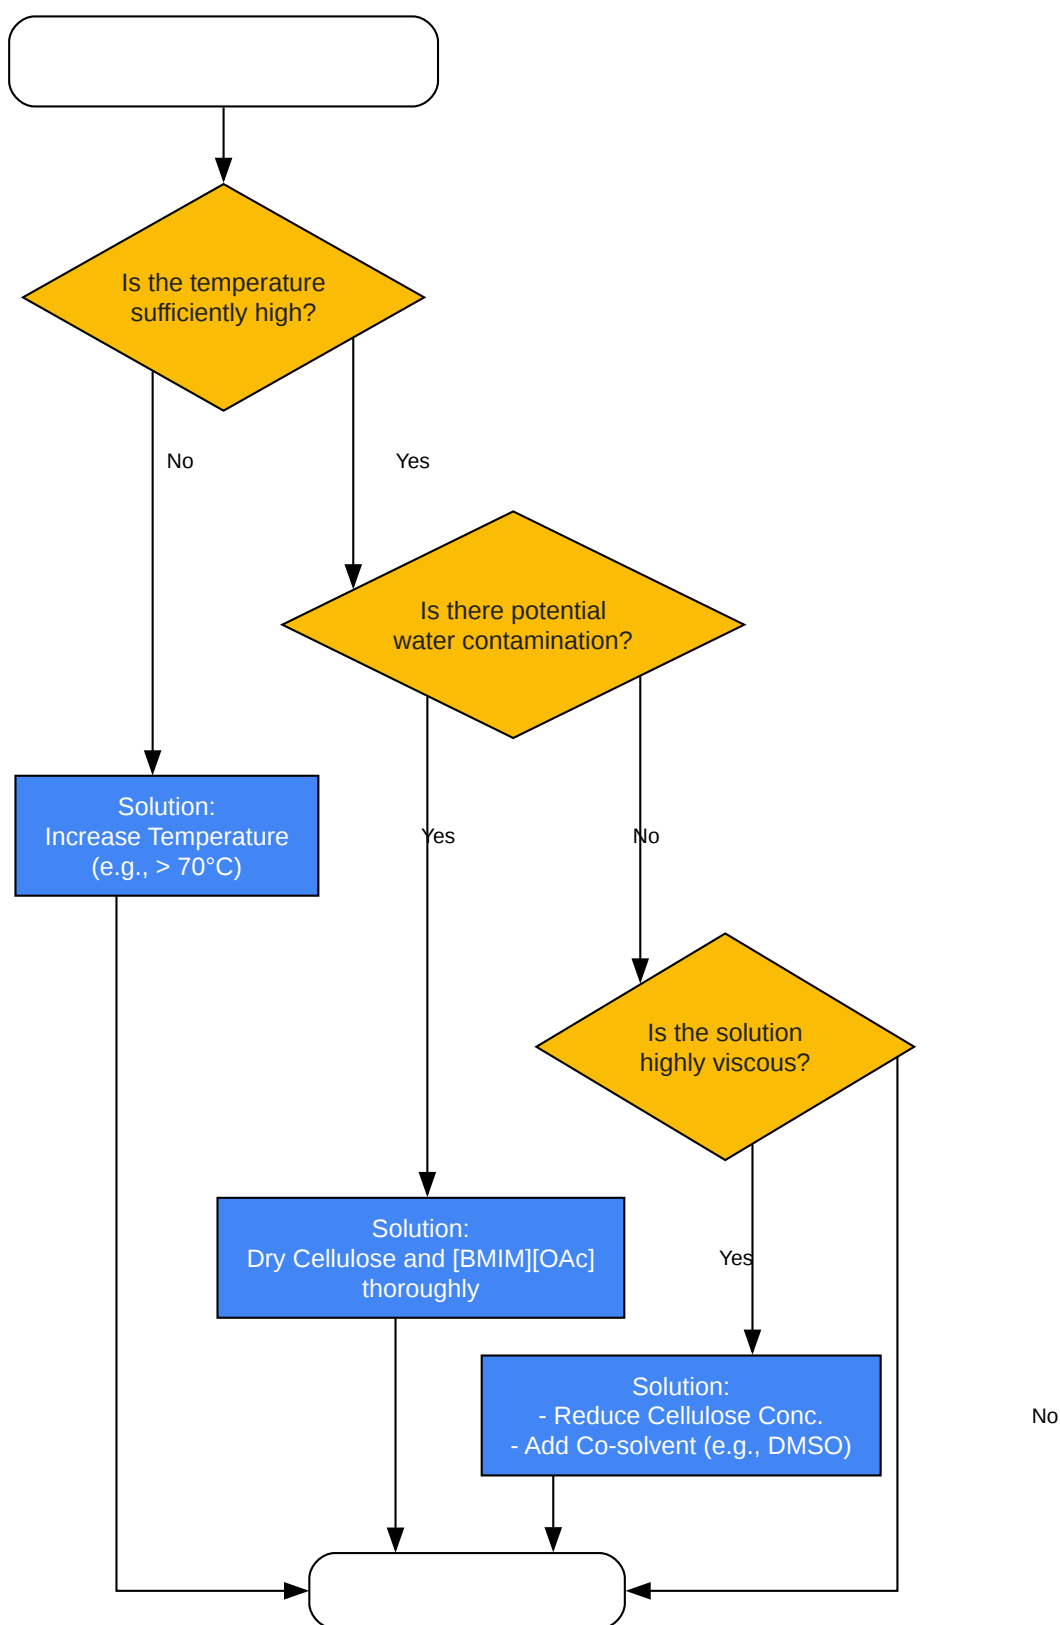 Is the temperature
sufficiently high?
No
Yes
Is there potential
water contamination?
Solution:
Increase Temperature
(e.g., > 70°C)
Yes
No
Is the solution
highly viscous?
Solution:
Dry Cellulose and [BMIM][OAc]
thoroughly
Yes
Solution:
- Reduce Cellulose Conc.
- Add Co-solvent (e.g., DMSO)
No